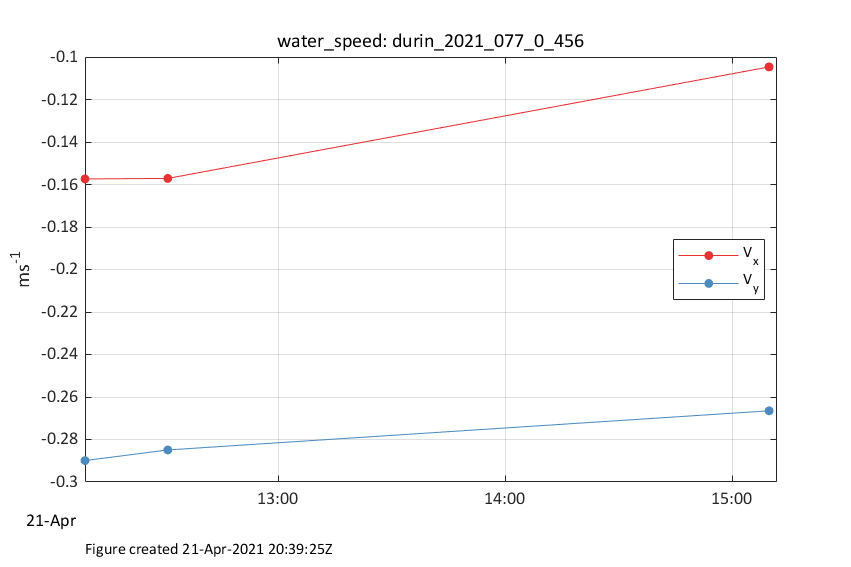 water_speed: durin_2021_077_0_456
-0.1
-0.12
-0.14
-0.16
-0.18
-0.2
-0.22
-0.24
-0.26
-0.28
-0.3
ms-1
Vx
Vy
13:00 14:00 15:00
21-Apr
Figure created 21-Apr-2021 20:39:25Z